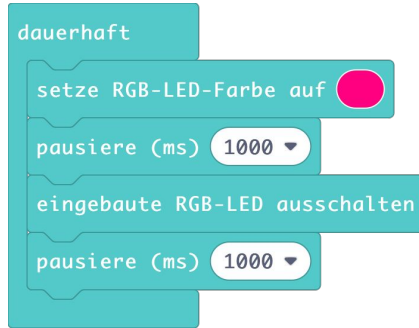 dauerhaft
setze RGB-LED-Farbe auf
pausiere (ms) 1000
eingebaute RGB-LED ausschalten
pausiere (ms) 1000